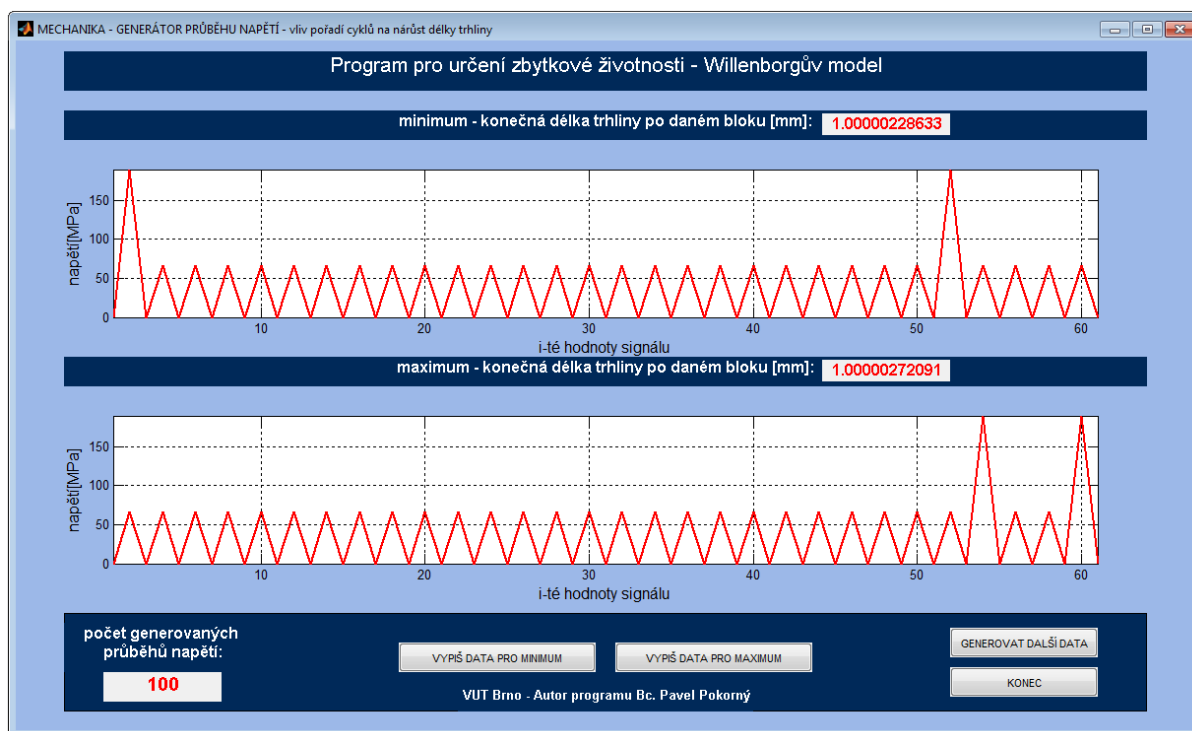 MECHANIKA - GENERÁTOR PRŮBĚHU NAPĚTÍ - vliv pořadí cyklů na nárůst délky trhliny
Program pro určení zbytkové životnosti - Willenborgův model
minimum - konečná délka trhliny po daném bloku [mm]: 1.00000228633
napětí[MPa]
150
100
50
0
10 20 30 40 50 60
i-té hodnoty signálu
maximum - konečná délka trhliny po daném bloku [mm]: 1.00000272091
napětí[MPa]
150
100
50
0
10 20 30 40 50 60
i-té hodnoty signálu
počet generovaných
průběhů napětí:
100
VYPIŠ DATA PRO MINIMUM
VYPIŠ DATA PRO MAXIMUM
VUT Brno - Autor programu Bc. Pavel Pokorný
GENEROVAT DALŠÍ DATA
KONEC